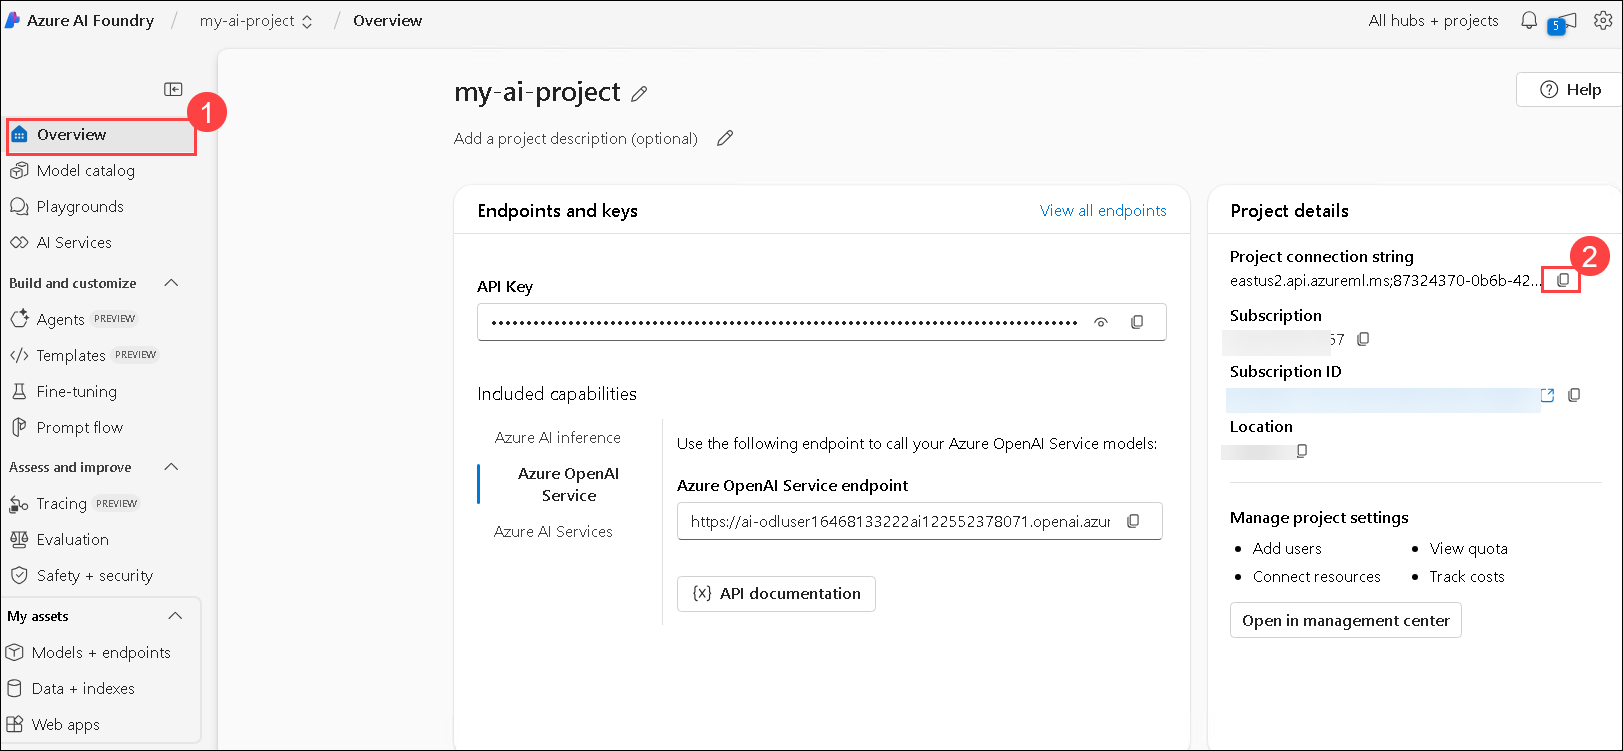 Azure AI Foundry / my-ai-project / Overview
All hubs + projects
5
my-ai-project
Help
Add a project description (optional)
1
Overview
Model catalog
Playgrounds
AI Services
Build and customize
Agents PREVIEW
Templates PREVIEW
Fine-tuning
Prompt flow
Assess and improve
Tracing PREVIEW
Evaluation
Safety + security
My assets
Models + endpoints
Data + indexes
Web apps
Endpoints and keys
View all endpoints
API Key
••••••••••••••••••••••••••••••••••••••••••••••••••••••••••••••••••••••••••••••••••••
Included capabilities
Azure AI inference
Azure OpenAI
Service
Azure AI Services
Use the following endpoint to call your Azure OpenAI Service models:
Azure OpenAI Service endpoint
https://ai-odluser16468133222ai122552378071.openai.azur
{x} API documentation
Project details
Project connection string
eastus2.api.azureml.ms;87324370-0b6b-42...
2
Subscription
57
Subscription ID
Location
Manage project settings
• Add users
• View quota
• Connect resources
• Track costs
Open in management center